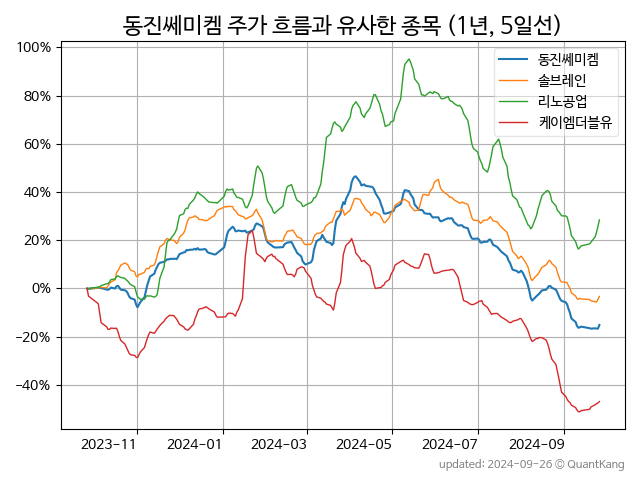 동진쎄미켐 주가 흐름과 유사한 종목 (1년, 5일선)
100%
80%
60%
40%
20%
0%
−20%
−40%
동진쎄미켐
솔브레인
리노공업
케이엠더블유
2023-11
2024-01
2024-03
2024-05
2024-07
2024-09
updated: 2024-09-26 © QuantKang